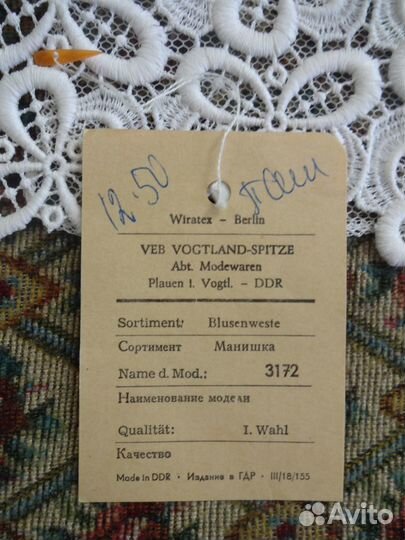 12-50
Wiratex – Berlin
VEB VOGTLAND-SPITZE
Abt. Modewaren
Plauen i. Vogtl. – DDR
Sortiment: Blusenweste
Сортимент Манишка
Name d. Mod.: 3172
Наименование модели
Qualität: I. Wahl
Качество
Made in DDR • Издано в ГДР III/18/155
Avito